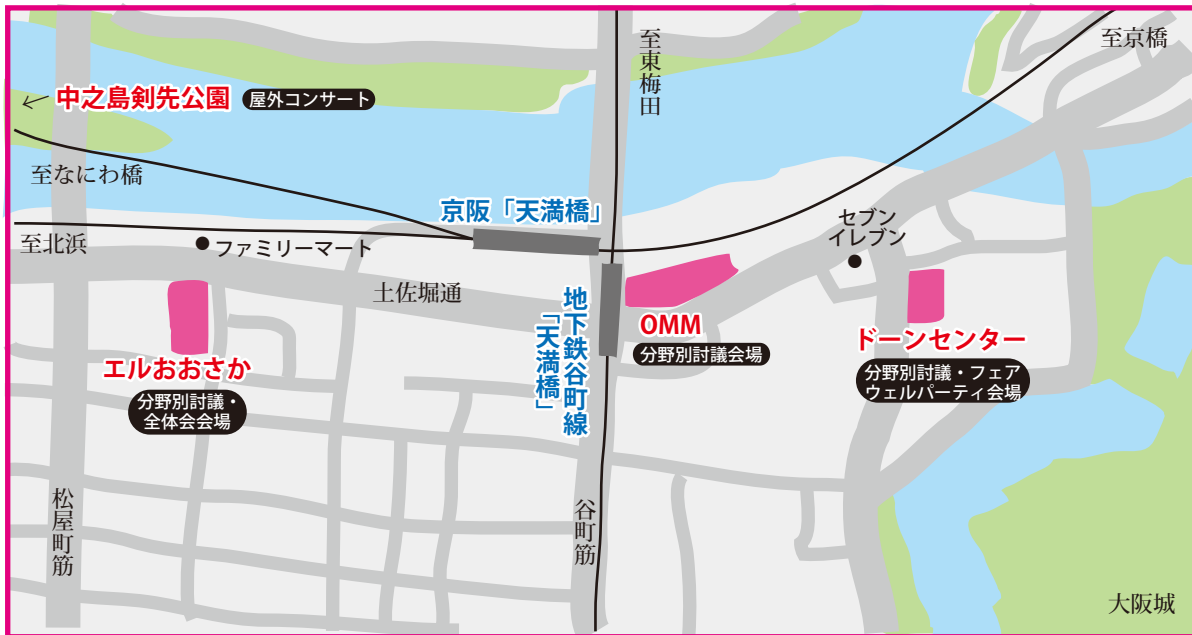 至東梅田
至京橋
中之島剣先公園 屋外コンサート
至なにわ橋
京阪「天満橋」
セブン
イレブン
至北浜
ファミリーマート
土佐堀通
地下鉄谷町線
「天満橋」
OMM
分野別討議会場
ドーンセンター
分野別討議・フェア
ウェルパーティ会場
エルおおさか
分野別討議・
全体会会場
松屋町筋
谷町筋
大阪城